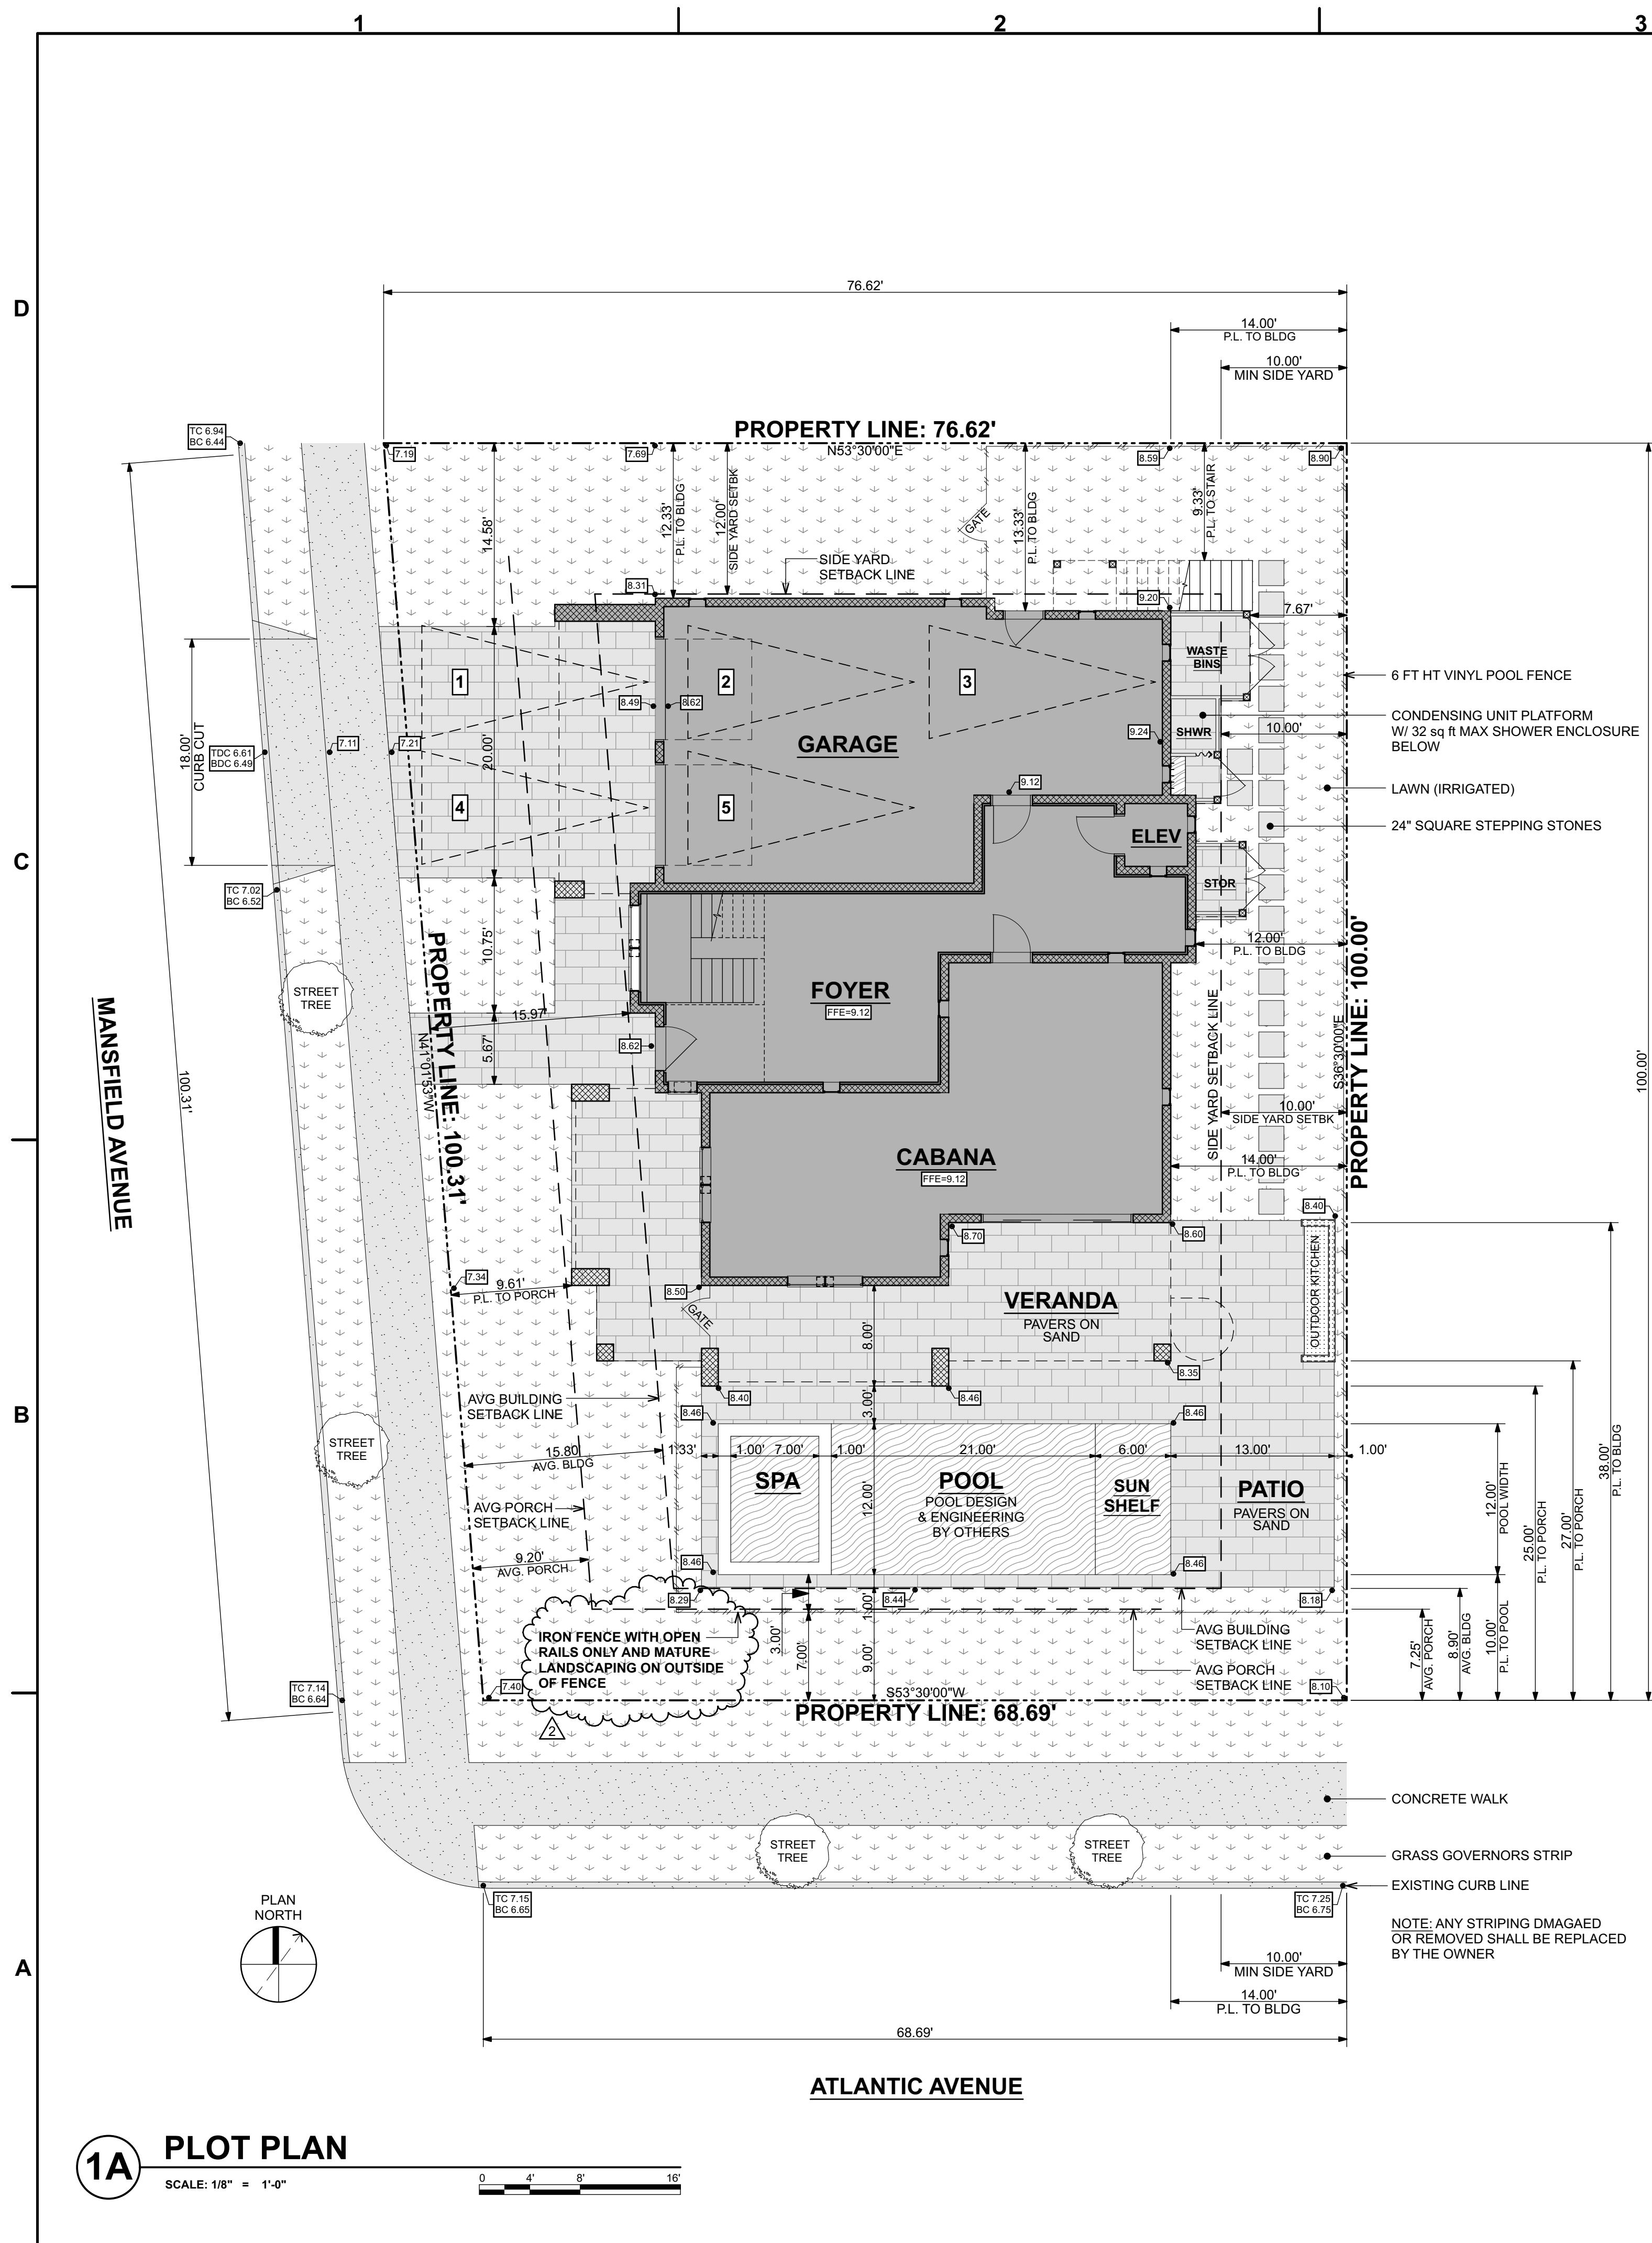 1
2
3
D
C
B
A
76.62'
14.00'
P.L. TO BLDG
10.00'
MIN SIDE YARD
PROPERTY LINE: 76.62'
N53°30'00"E
TC 6.94
BC 6.44
7.19
7.69
8.59
8.90
14.58'
12.33'
P.L. TO BLDG
12.00'
SIDE YARD SETBK
GATE
13.33'
P.L. TO BLDG
9.33'
P.L. TO STAIR
SIDE YARD
SETBACK LINE
8.31
9.20
7.67'
WASTE
BINS
6 FT HT VINYL POOL FENCE
1
2
3
8.49
8.62
GARAGE
9.24
SHWR
10.00'
CONDENSING UNIT PLATFORM
W/ 32 sq ft MAX SHOWER ENCLOSURE
BELOW
18.00'
CURB CUT
TDC 6.61
BDC 6.49
7.11
7.21
20.00'
9.12
LAWN (IRRIGATED)
4
5
ELEV
24" SQUARE STEPPING STONES
TC 7.02
BC 6.52
STOR
10.75'
12.00'
P.L. TO BLDG
PROPERTY LINE: 100.00'
S36°30'00"E
100.00'
STREET
TREE
FOYER
FFE=9.12
15.97'
8.62
5.67'
N41°01'53"W
PROPERTY LINE: 100.31'
MANSFIELD AVENUE
100.31'
SIDE YARD SETBACK LINE
10.00'
SIDE YARD SETBK
CABANA
FFE=9.12
14.00'
P.L. TO BLDG
8.40
8.70
8.60
OUTDOOR KITCHEN
7.34
9.61'
P.L. TO PORCH
8.50
GATE
VERANDA
PAVERS ON
SAND
8.00'
8.35
8.40
8.46
3.00'
AVG BUILDING
SETBACK LINE
8.46
8.46
STREET
TREE
15.80'
AVG. BLDG
1.33'
1.00'
7.00'
1.00'
21.00'
6.00'
13.00'
1.00'
SPA
POOL
POOL DESIGN
& ENGINEERING
BY OTHERS
SUN
SHELF
PATIO
PAVERS ON
SAND
12.00'
12.00'
POOL WIDTH
25.00'
P.L. TO PORCH
27.00'
P.L. TO PORCH
38.00'
P.L. TO BLDG
AVG PORCH
SETBACK LINE
9.20'
AVG. PORCH
8.46
8.46
8.29
8.44
8.18
1.00'
3.00'
7.00'
9.00'
7.25'
AVG. PORCH
8.90'
AVG. BLDG
10.00'
P.L. TO POOL
IRON FENCE WITH OPEN
RAILS ONLY AND MATURE
LANDSCAPING ON OUTSIDE
OF FENCE
AVG BUILDING
SETBACK LINE
AVG PORCH
SETBACK LINE
TC 7.14
BC 6.64
7.40
S53°30'00"W
8.10
PROPERTY LINE: 68.69'
2
CONCRETE WALK
STREET
TREE
STREET
TREE
GRASS GOVERNORS STRIP
EXISTING CURB LINE
TC 7.15
BC 6.65
TC 7.25
BC 6.75
NOTE: ANY STRIPING DMAGAED
OR REMOVED SHALL BE REPLACED
BY THE OWNER
PLAN
NORTH
10.00'
MIN SIDE YARD
14.00'
P.L. TO BLDG
68.69'
ATLANTIC AVENUE
1A
PLOT PLAN
SCALE: 1/8" = 1'-0"
0 4' 8' 16'